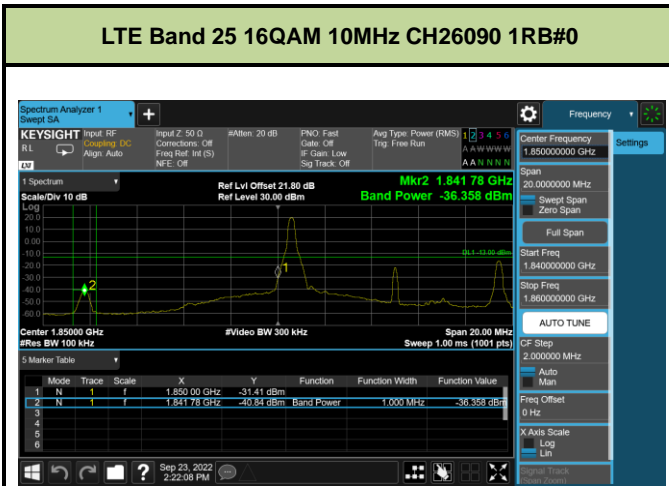 LTE Band 25 16QAM 10MHz CH26090 1RB#0
Spectrum Analyzer 1
Swept SA
Frequency
KEYSIGHT Input: RF Input Z: 50 Ω #Atten: 20 dB PNO: Fast Avg Type: Power (RMS) 1 2 3 4 5 6
RL Coupling: DC Corrections: Off Gate: Off Trig: Free Run
Align: Auto Freq Ref: Int (S) IF Gain: Low A A W W W W
LXI NFE: Off Sig Track: Off A A N N N N
1 Spectrum
Ref Lvl Offset 21.80 dB Mkr2 1.841 78 GHz
Scale/Div 10 dB Ref Level 30.00 dBm Band Power -36.358 dBm
Log
20.0
10.0
0.00
-10.0
DL1 -13.00 dBm
-20.0
-30.0
-40.0
-50.0
-60.0
1
2
Center 1.85000 GHz #Video BW 300 kHz Span 20.00 MHz
#Res BW 100 kHz Sweep 1.00 ms (1001 pts)
5 Marker Table
Mode Trace Scale X Y Function Function Width Function Value
1 N 1 f 1.850 00 GHz -31.41 dBm
2 N 1 f 1.841 78 GHz -40.84 dBm Band Power 1.000 MHz -36.358 dBm
3
4
5
6
Sep 23, 2022
2:22:08 PM
Center Frequency
1.850000000 GHz
Settings
Span
20.0000000 MHz
Swept Span
Zero Span
Full Span
Start Freq
1.840000000 GHz
Stop Freq
1.860000000 GHz
AUTO TUNE
CF Step
2.000000 MHz
Auto
Man
Freq Offset
0 Hz
X Axis Scale
Log
Lin
Signal Track
(Span Zoom)